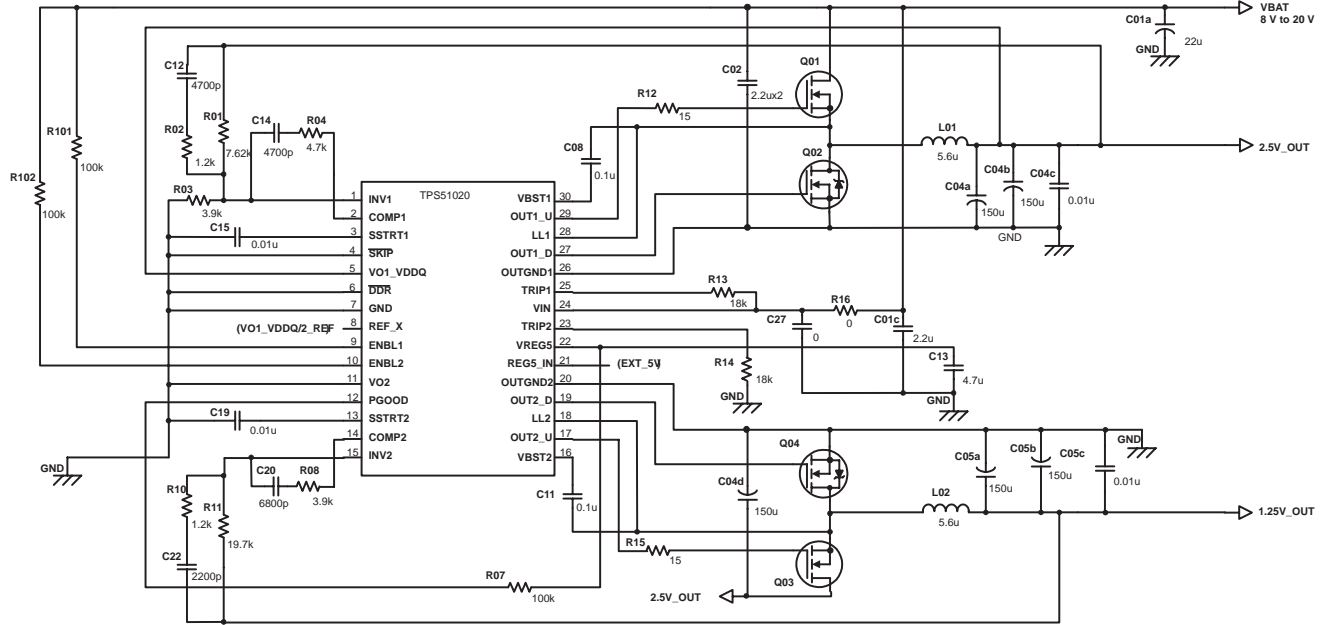 VBAT
8 V to 20 V
C01a
22u
GND
C12
4700p
R02
1.2k
R01
7.62k
C14
4700p
R04
4.7k
R101
100k
R102
100k
R03
3.9k
C15
0.01u
C02
2.2ux2
Q01
R12
15
C08
0.1u
Q02
L01
5.6u
2.5V_OUT
C04a
150u
C04b
150u
C04c
0.01u
GND
TPS51020
1 INV1
2 COMP1
3 SSTRT1
4 SKIP
5 VO1_VDDQ
6 DDR
7 GND
8 REF_X
9 ENBL1
10 ENBL2
11 VO2
12 PGOOD
13 SSTRT2
14 COMP2
15 INV2
VBST1 30
OUT1_U 29
LL1 28
OUT1_D 27
OUTGND1 26
TRIP1 25
VIN 24
TRIP2 23
VREG5 22
REG5_IN 21
OUTGND2 20
OUT2_D 19
LL2 18
OUT2_U 17
VBST2 16
(VO1_VDDQ/2_REF)
(EXT_5V)
R13
18k
R16
0
C27
0
C01c
2.2u
R14
18k
GND
C13
4.7u
GND
C19
0.01u
GND
C20
6800p
R08
3.9k
R10
1.2k
R11
19.7k
C22
2200p
R07
100k
C11
0.1u
R15
15
C04d
150u
Q04
Q03
2.5V_OUT
L02
5.6u
C05a
150u
C05b
150u
C05c
0.01u
GND
1.25V_OUT